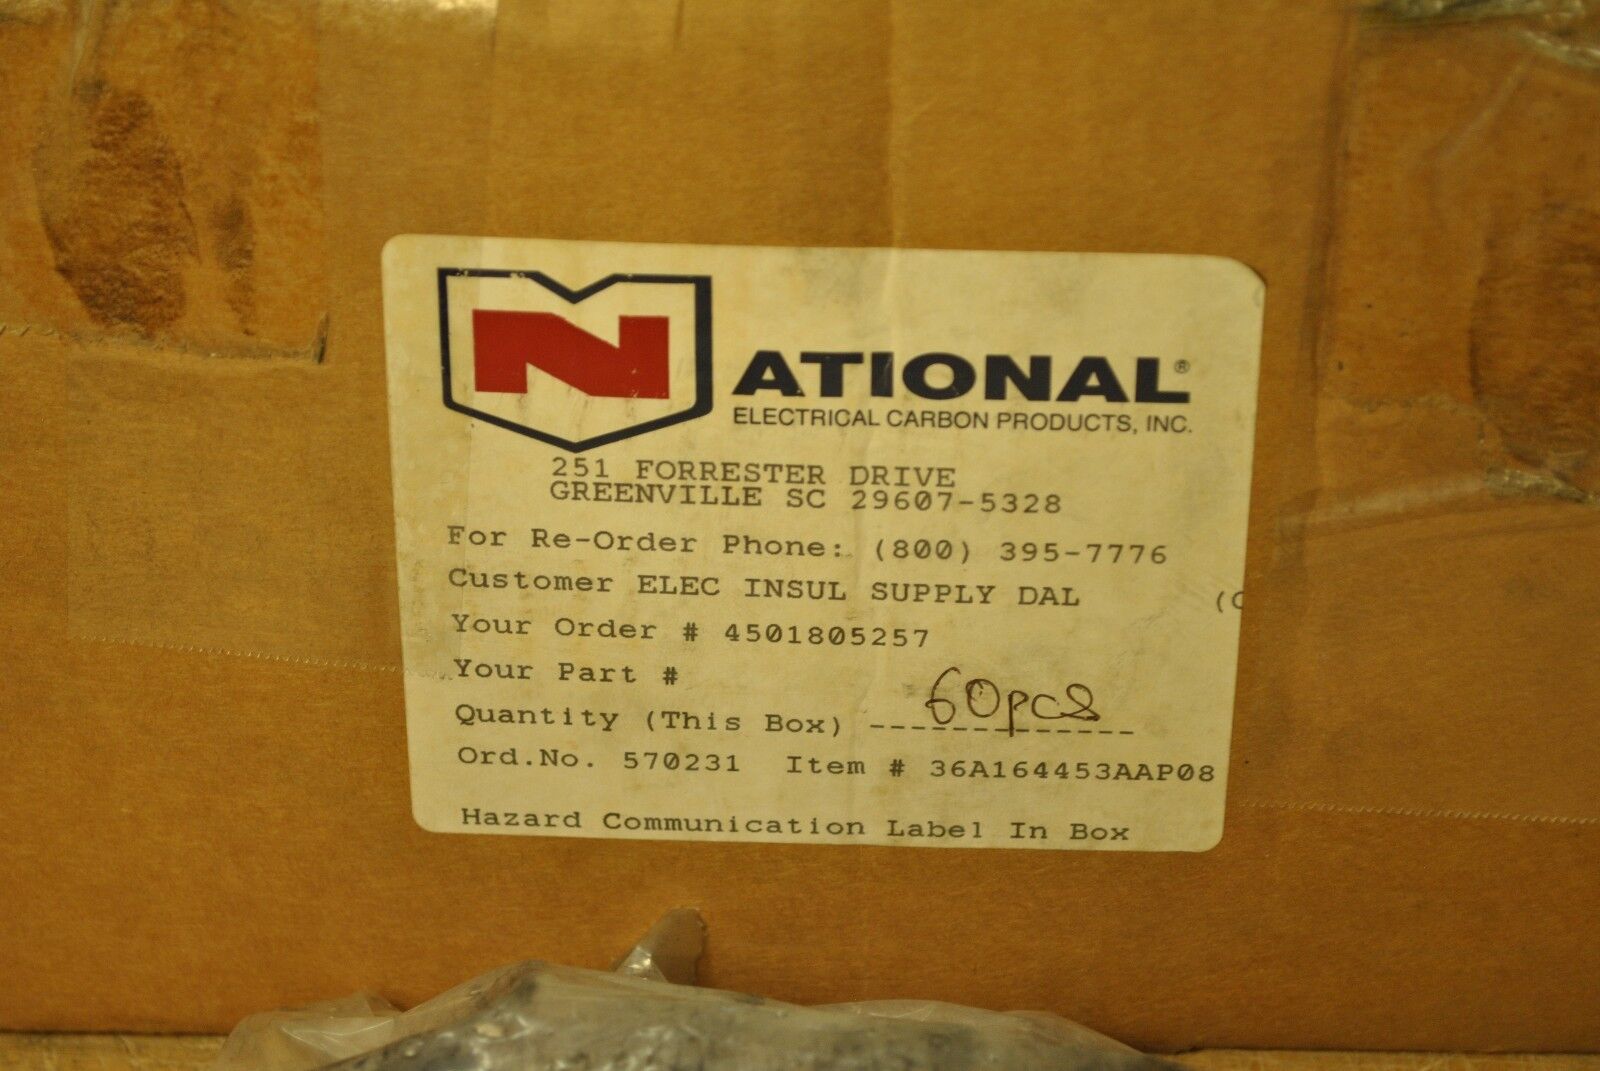 NATIONAL®
ELECTRICAL CARBON PRODUCTS, INC.
251 FORRESTER DRIVE
GREENVILLE SC 29607-5328
For Re-Order Phone: (800) 395-7776
Customer ELEC INSUL SUPPLY DAL (C
Your Order # 4501805257
Your Part #
Quantity (This Box) 60pcs
Ord.No. 570231 Item # 36A164453AAP08
Hazard Communication Label In Box